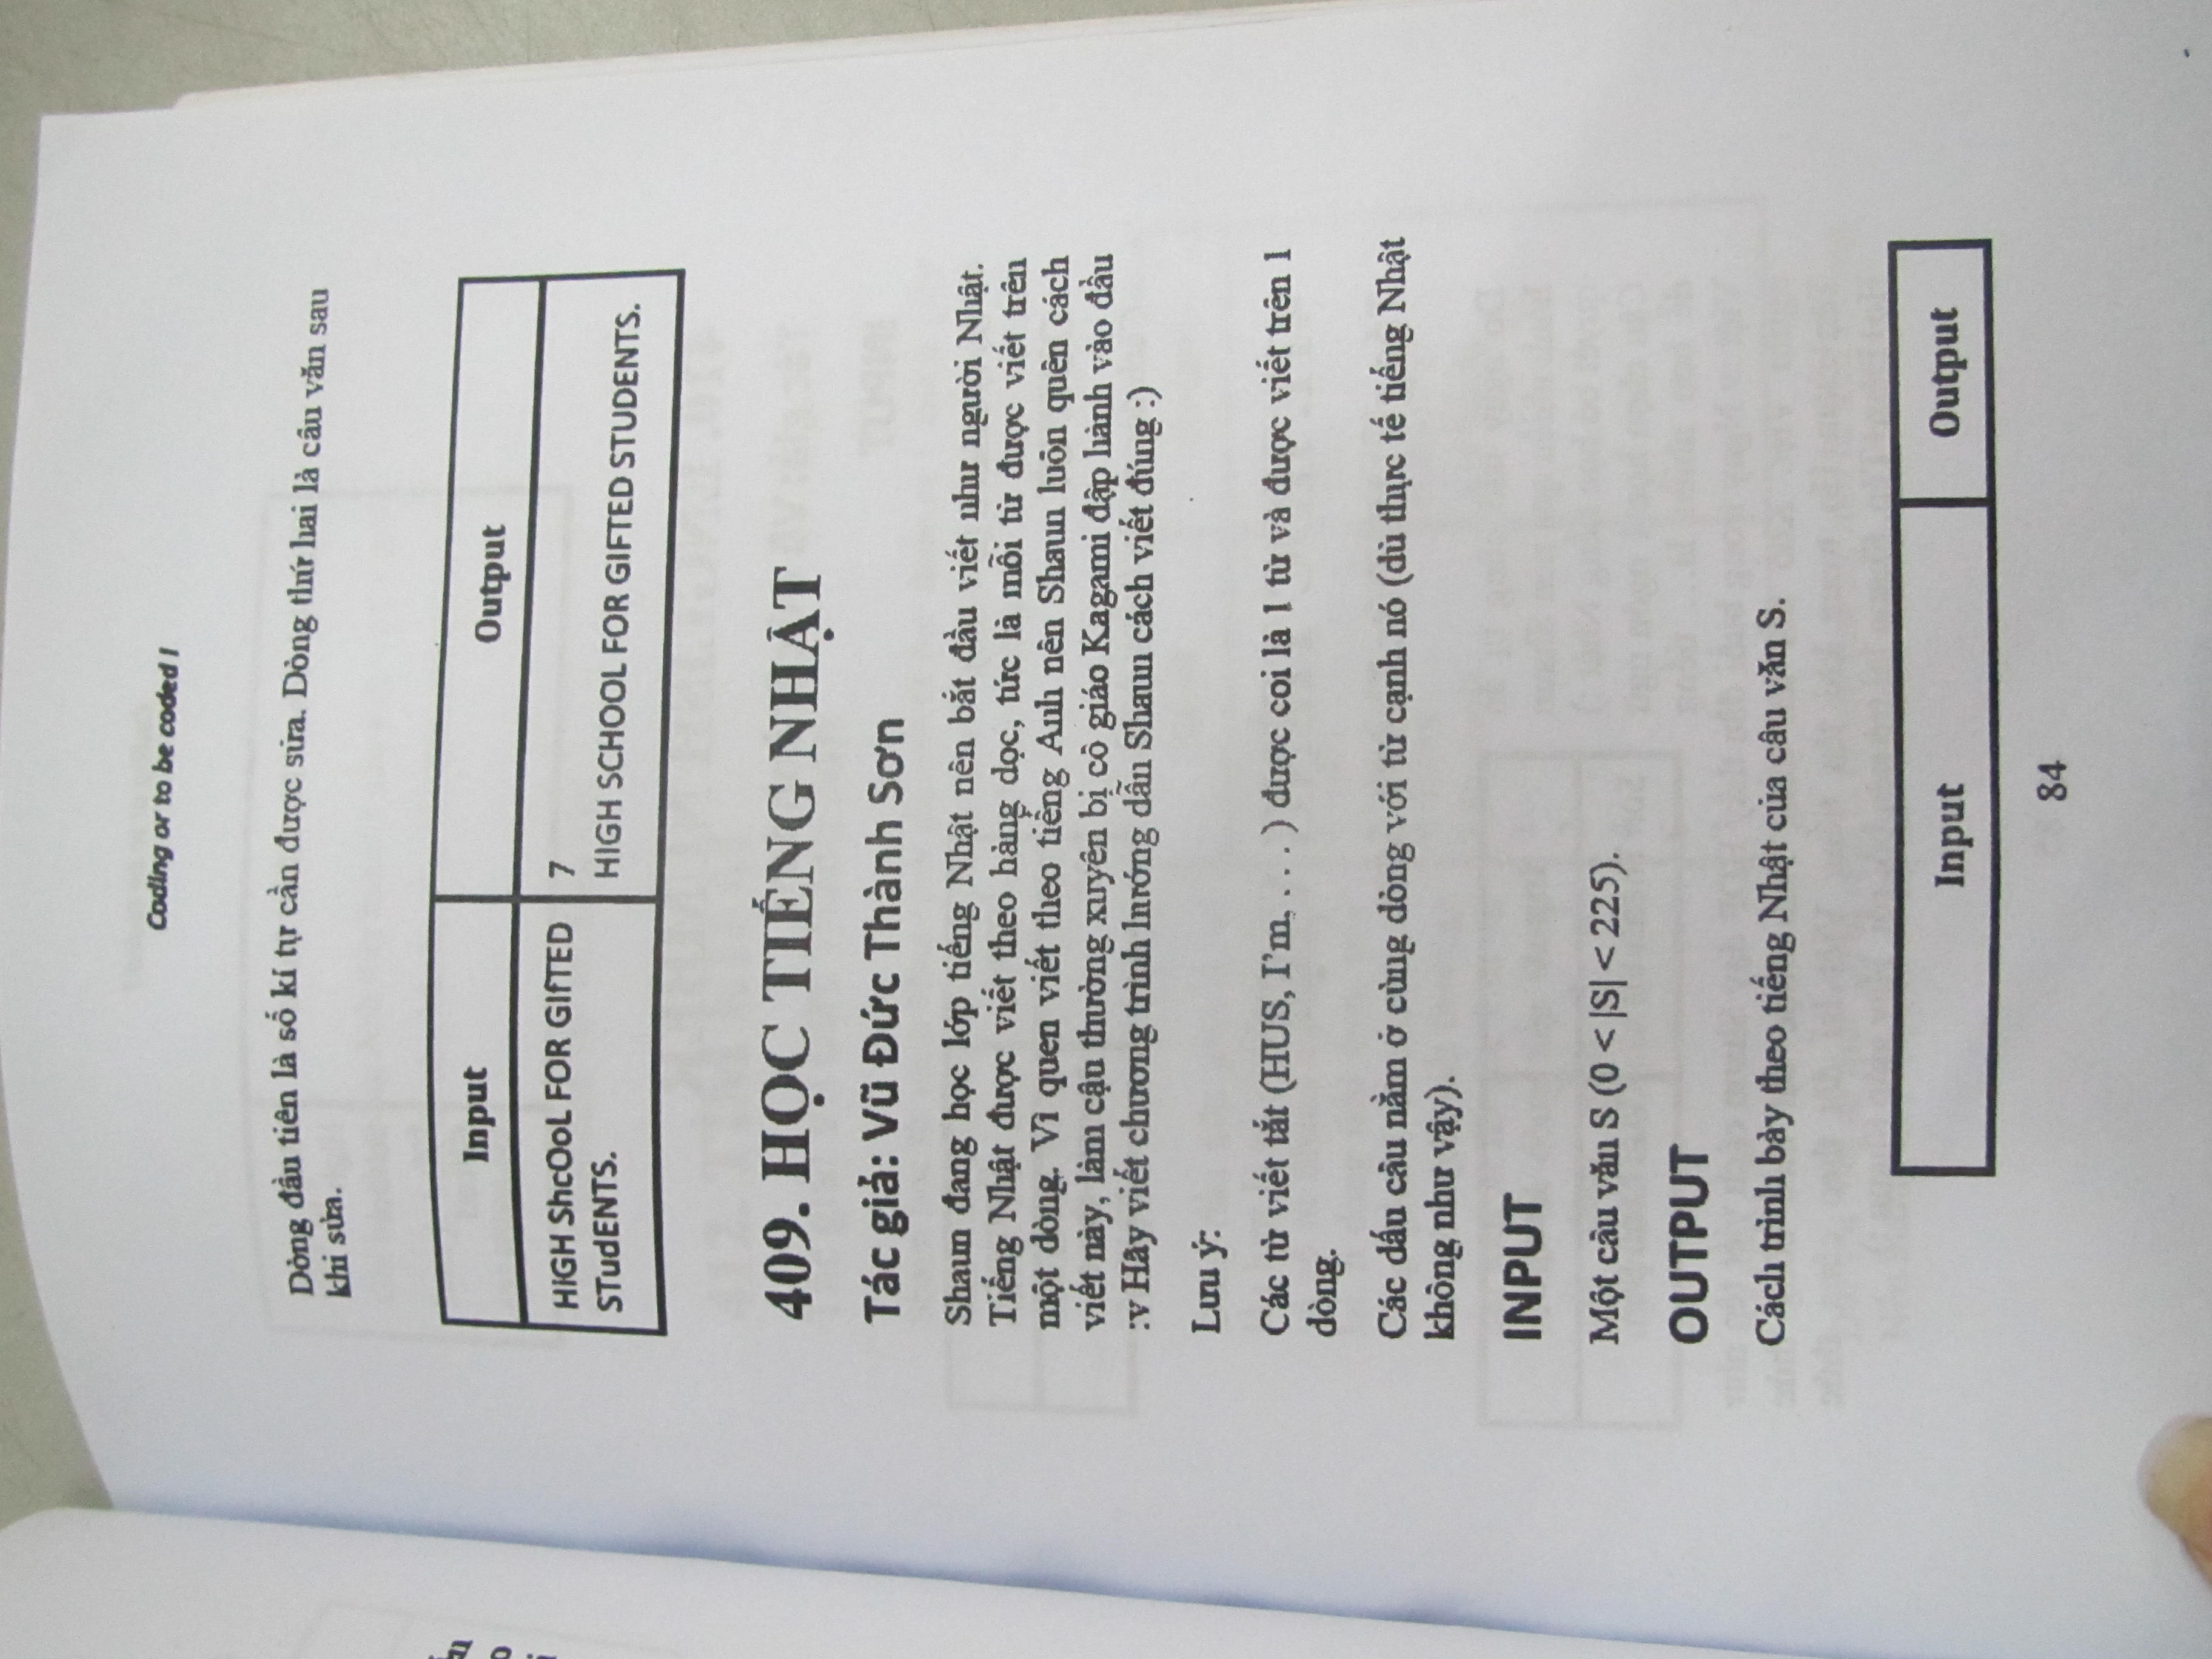 Coding or to be coded I
Dòng đầu tiên là số kí tự cần được sửa. Dòng thứ hai là câu văn sau
khi sửa.
Input
Output
HIGH ShcOoL FOR GIfTED
STudENTS.
7
HIGH SCHOOL FOR GIFTED STUDENTS.
409. HỌC TIẾNG NHẬT
Tác giả: Vũ Đức Thành Sơn
Shaun đang học lớp tiếng Nhật nên bắt đầu viết như người Nhật.
Tiếng Nhật được viết theo hàng dọc, tức là mỗi từ được viết trên
một dòng. Vì quen viết theo tiếng Anh nên Shaun luôn quên cách
viết này, làm cậu thường xuyên bị cô giáo Kagami đập hành vào đầu
:v Hãy viết chương trình hướng dẫn Shaun cách viết đúng :)
Lưu ý:
Các từ viết tắt (HUS, I'm, . . . ) được coi là 1 từ và được viết trên 1
dòng.
Các dấu câu nằm ở cùng dòng với từ cạnh nó (dù thực tế tiếng Nhật
không như vậy).
INPUT
Một câu văn S (0 < |S| < 225).
OUTPUT
Cách trình bày theo tiếng Nhật của câu văn S.
Input
Output
84